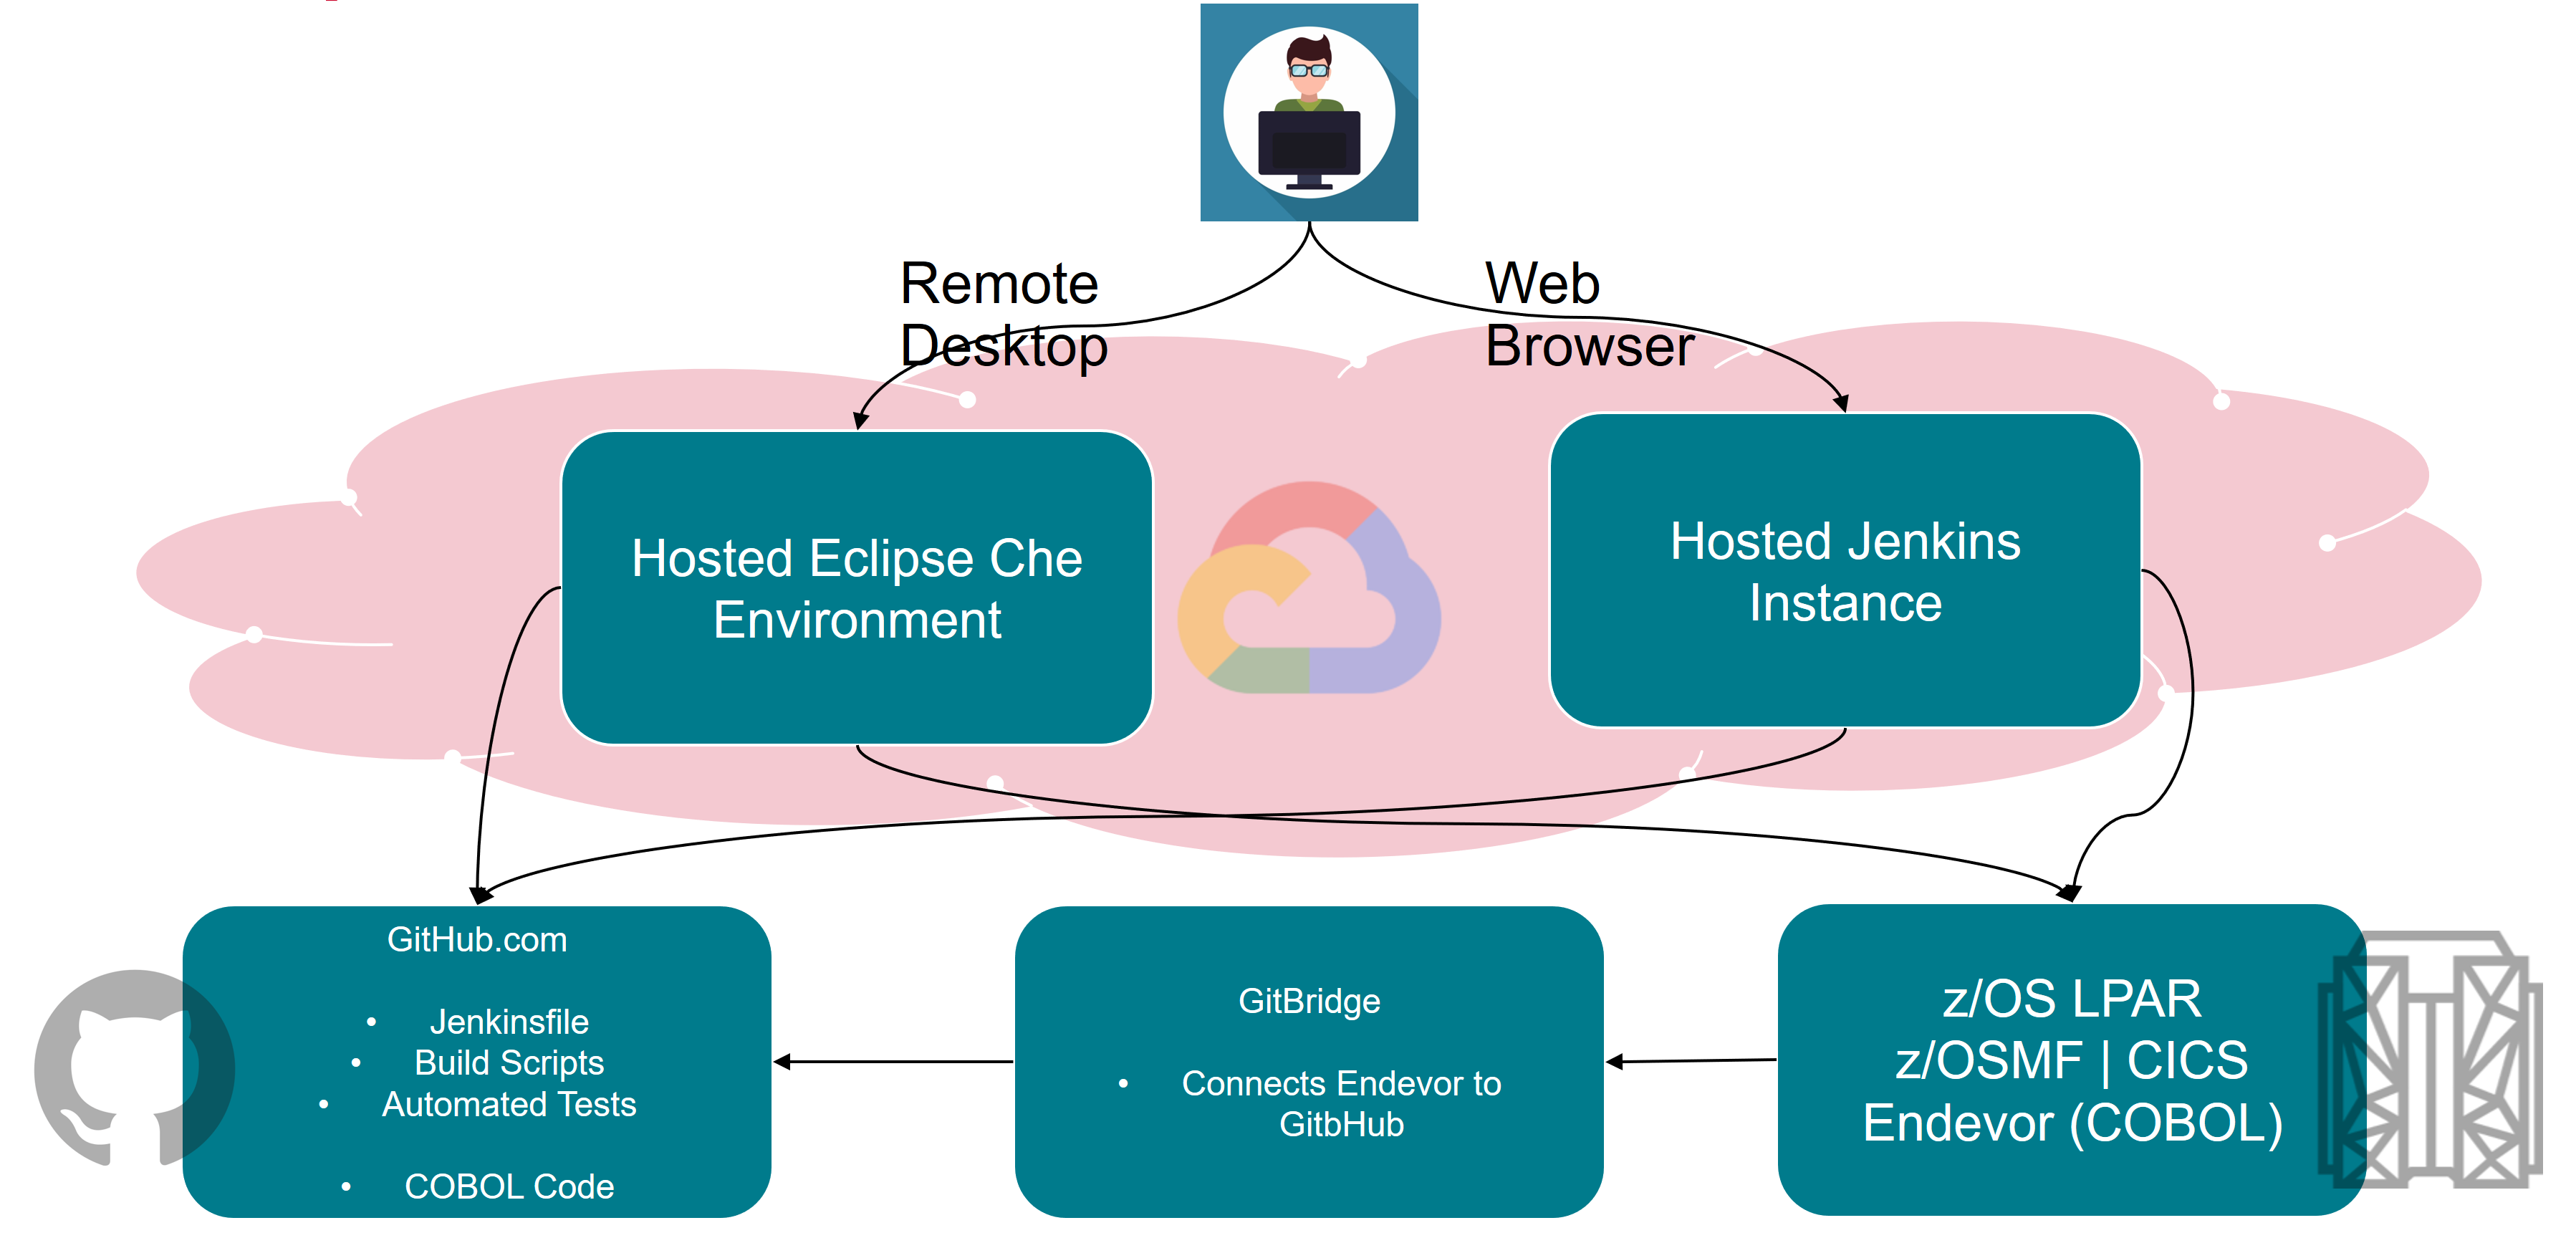 Remote
Desktop
Web
Browser
Hosted Eclipse Che
Environment
Hosted Jenkins
Instance
GitHub.com
• Jenkinsfile
• Build Scripts
• Automated Tests
• COBOL Code
GitBridge
• Connects Endevor to
GitbHub
z/OS LPAR
z/OSMF | CICS
Endevor (COBOL)